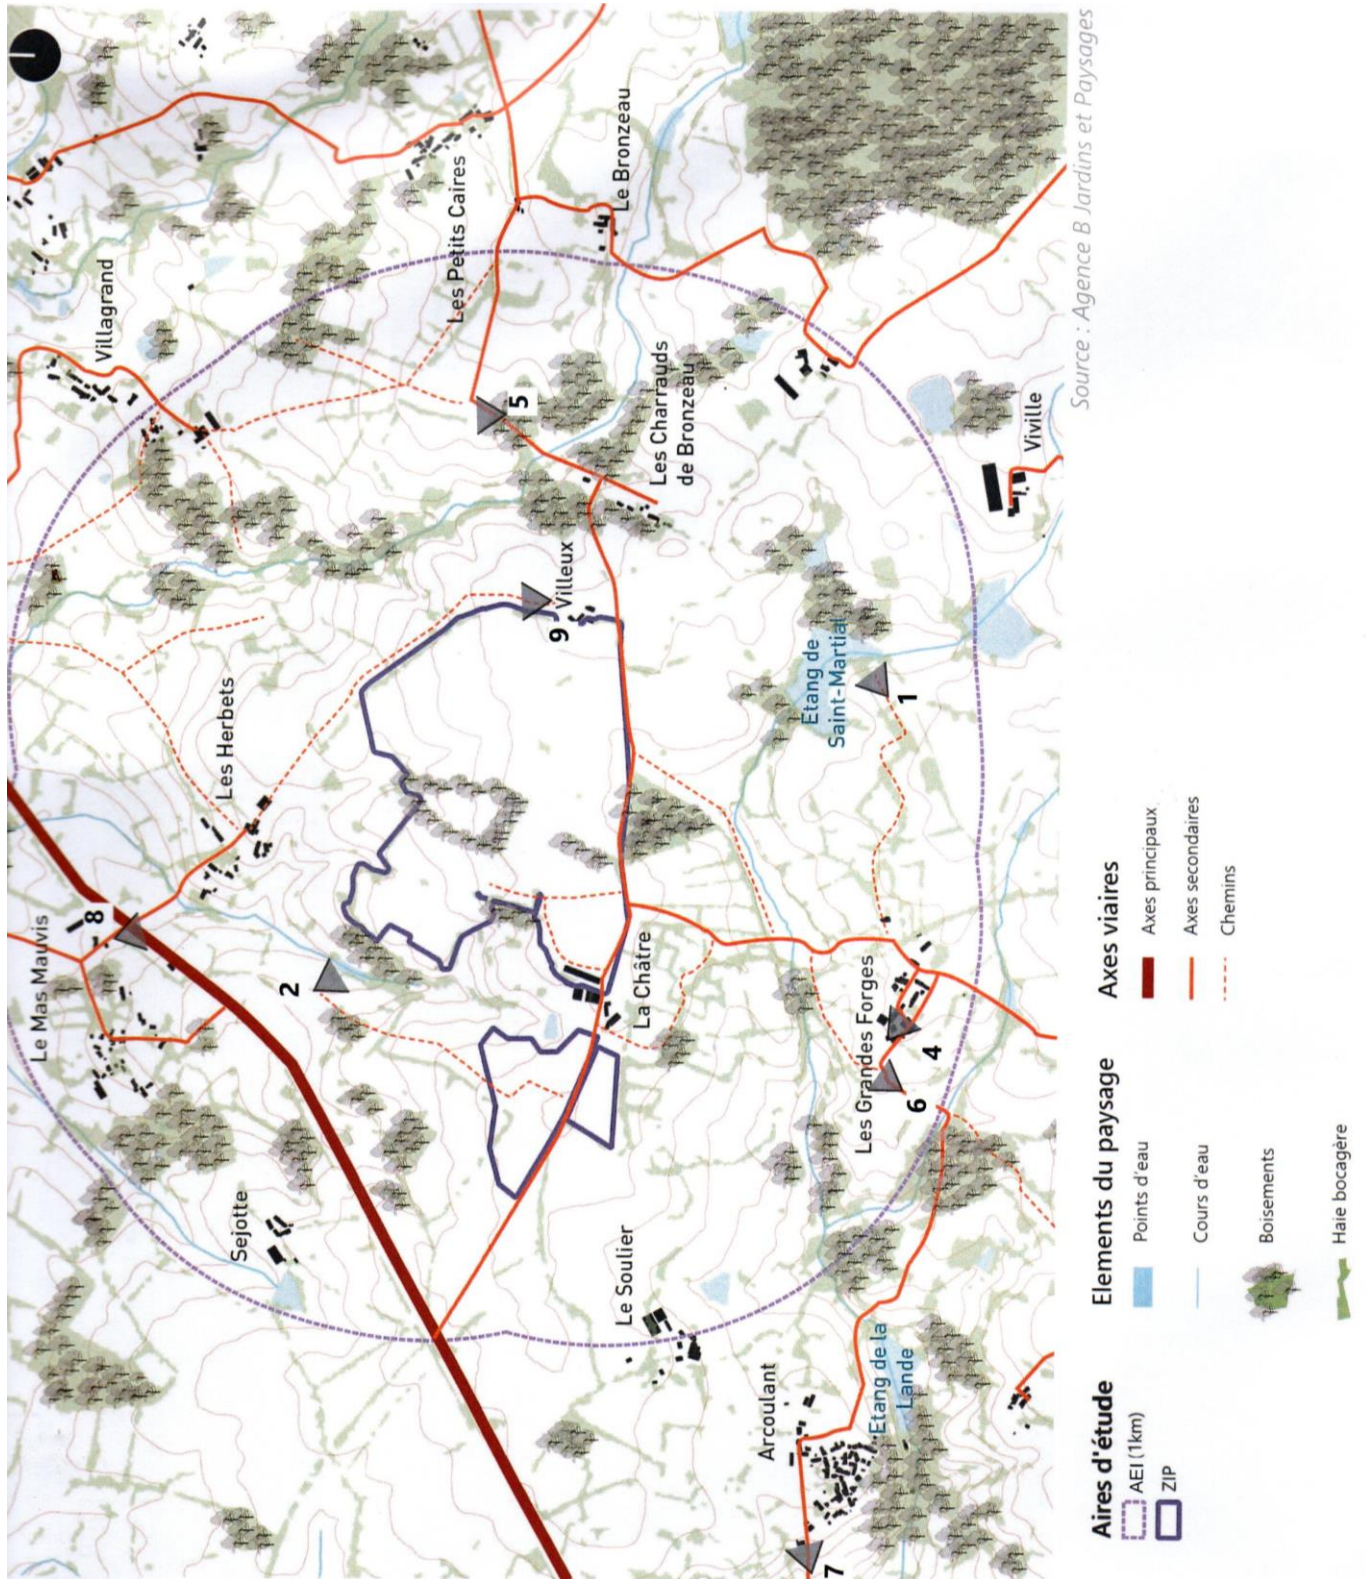 Le Mas Mauvis
8
Les Herbets
Villagrand
Sejotte
2
Les Petits Caires
5
Le Bronzeau
Villeux
9
La Châtre
Les Charrauds
de Bronzeau
Le Soulier
Etang de
Saint-Martial
1
Arcoulant
Les Grandes Forges
4
6
Etang de la
Lande
7
Viville
Source : Agence B Jardins et Paysages
Aires d'étude
AEI (1km)
ZIP
Elements du paysage
Points d'eau
Cours d'eau
Boisements
Haie bocagère
Axes viaires
Axes principaux
Axes secondaires
Chemins